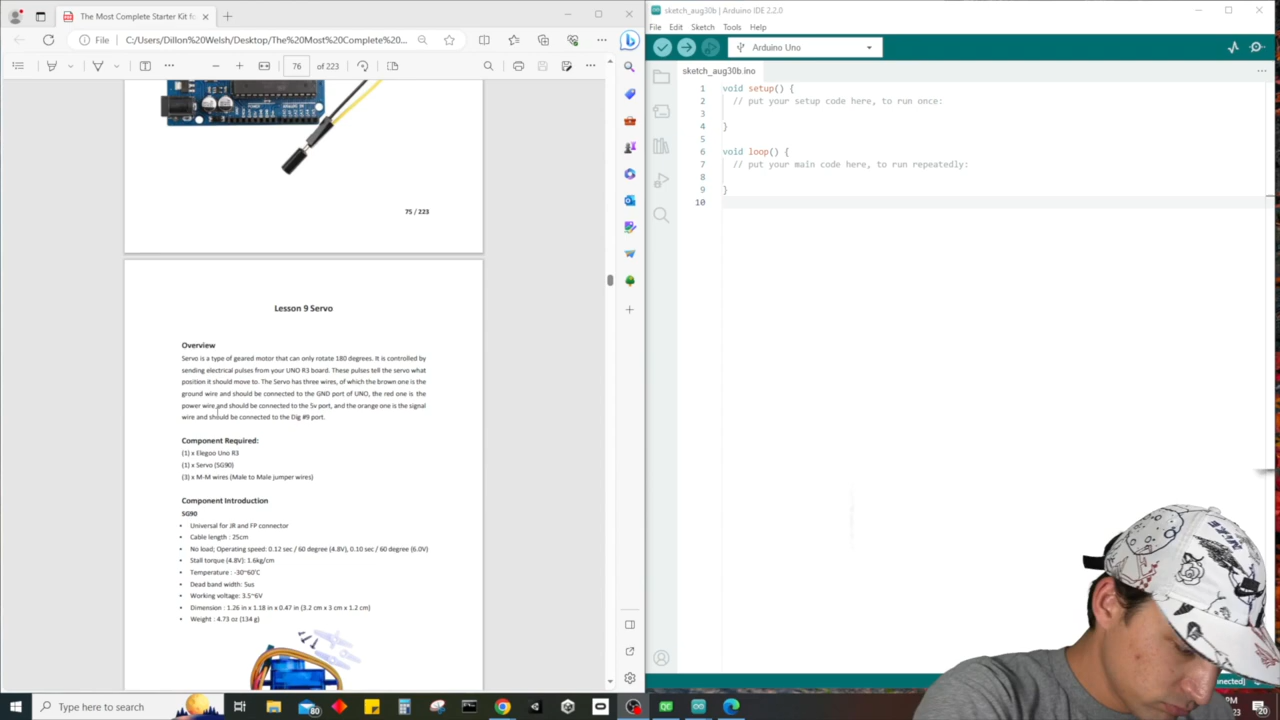 The Most Complete Starter Kit fo
File
C:/Users/Dillon%20Welsh/Desktop/The%20Most%20Complete%20...
76 of 223
75 / 223
Lesson 9 Servo
Overview
Servo is a type of geared motor that can only rotate 180 degrees. It is controlled by
sending electrical pulses from your UNO R3 board. These pulses tell the servo what
position it should move to. The Servo has three wires, of which the brown one is the
ground wire and should be connected to the GND port of UNO, the red one is the
power wire and should be connected to the 5v port, and the orange one is the signal
wire and should be connected to the Dig #9 port.
Component Required:
(1) x Elegoo Uno R3
(1) x Servo (SG90)
(3) x M-M wires (Male to Male jumper wires)
Component Introduction
SG90
• Universal for JR and FP connector
• Cable length : 25cm
• No load; Operating speed: 0.12 sec / 60 degree (4.8V), 0.10 sec / 60 degree (6.0V)
• Stall torque (4.8V): 1.6kg/cm
• Temperature : -30~60'C
• Dead band width: 5us
• Working voltage: 3.5~6V
• Dimension : 1.26 in x 1.18 in x 0.47 in (3.2 cm x 3 cm x 1.2 cm)
• Weight : 4.73 oz (134 g)
sketch_aug30b | Arduino IDE 2.2.0
File Edit Sketch Tools Help
Arduino Uno
sketch_aug30b.ino
1 void setup() {
2 // put your setup code here, to run once:
3
4 }
5
6 void loop() {
7 // put your main code here, to run repeatedly:
8
9 }
10
nnected]
Type here to search
80
PM
23
20